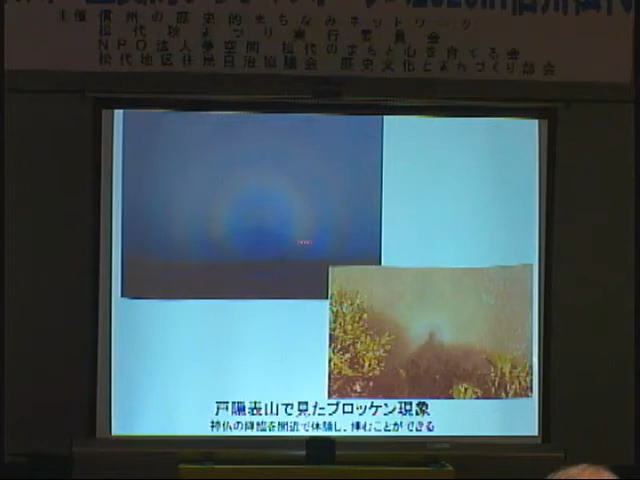 主催 信州の歴史的まちなみネットワーク
松代秋まつり実行委員会
NPO法人夢空間 松代のまちと心を育てる会
松代地区住民自治協議会 歴史文化とまちづくり部会
戸隠表山で見たブロッケン現象
神仏の降臨を間近で体験し、拝むことができる